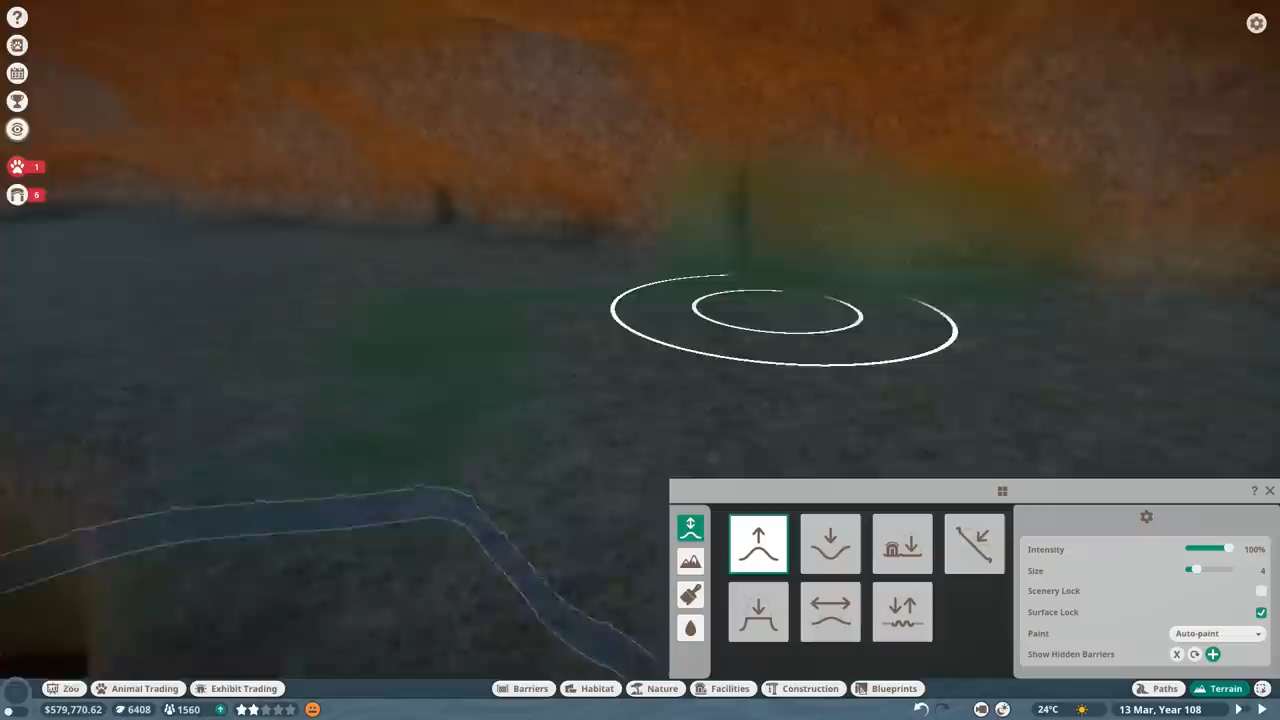 ?
1
6
? X
Intensity 100%
Size 4
Scenery Lock
Surface Lock
Paint Auto-paint
Show Hidden Barriers X
Zoo Animal Trading Exhibit Trading Barriers Habitat Nature Facilities Construction Blueprints Paths Terrain
$579,770.62 6408 1560 24°C 13 Mar, Year 108